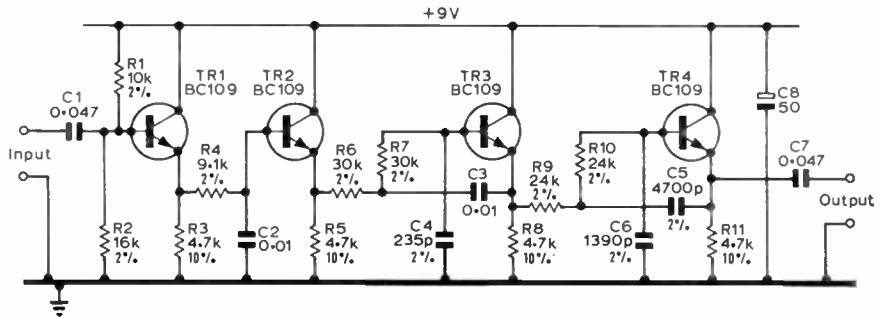 +9V
R1
10k
2%
TR1
BC109
TR2
BC109
TR3
BC109
TR4
BC109
C8
50
C1
0·047
R4
9.1k
2%
R6
30k
2%
R7
30k
2%
C3
0·01
R9
24k
2%
R10
24k
2%
C5
4700p
2%
C7
0·047
Input
Output
R2
16k
2%
R3
4.7k
10%
C2
0·01
R5
4.7k
10%
C4
235p
2%
R8
4.7k
10%
C6
1390p
2%
R11
4.7k
10%